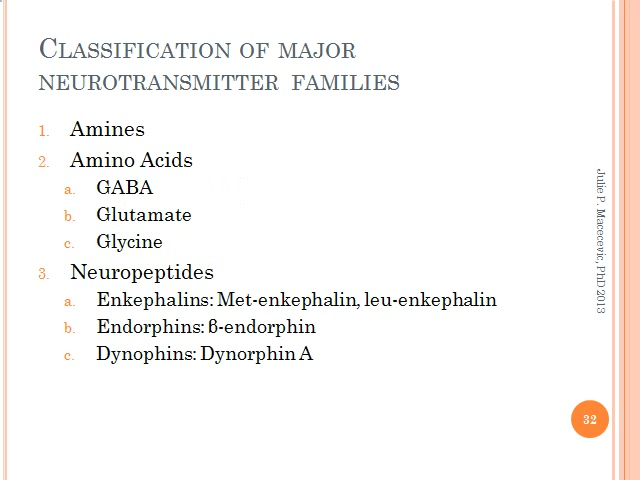 CLASSIFICATION OF MAJOR
NEUROTRANSMITTER FAMILIES
1. Amines
2. Amino Acids
a. GABA
b. Glutamate
c. Glycine
3. Neuropeptides
a. Enkephalins: Met-enkephalin, leu-enkephalin
b. Endorphins: β-endorphin
c. Dynophins: Dynorphin A
Julie P. Macecevic, PhD 2013
32